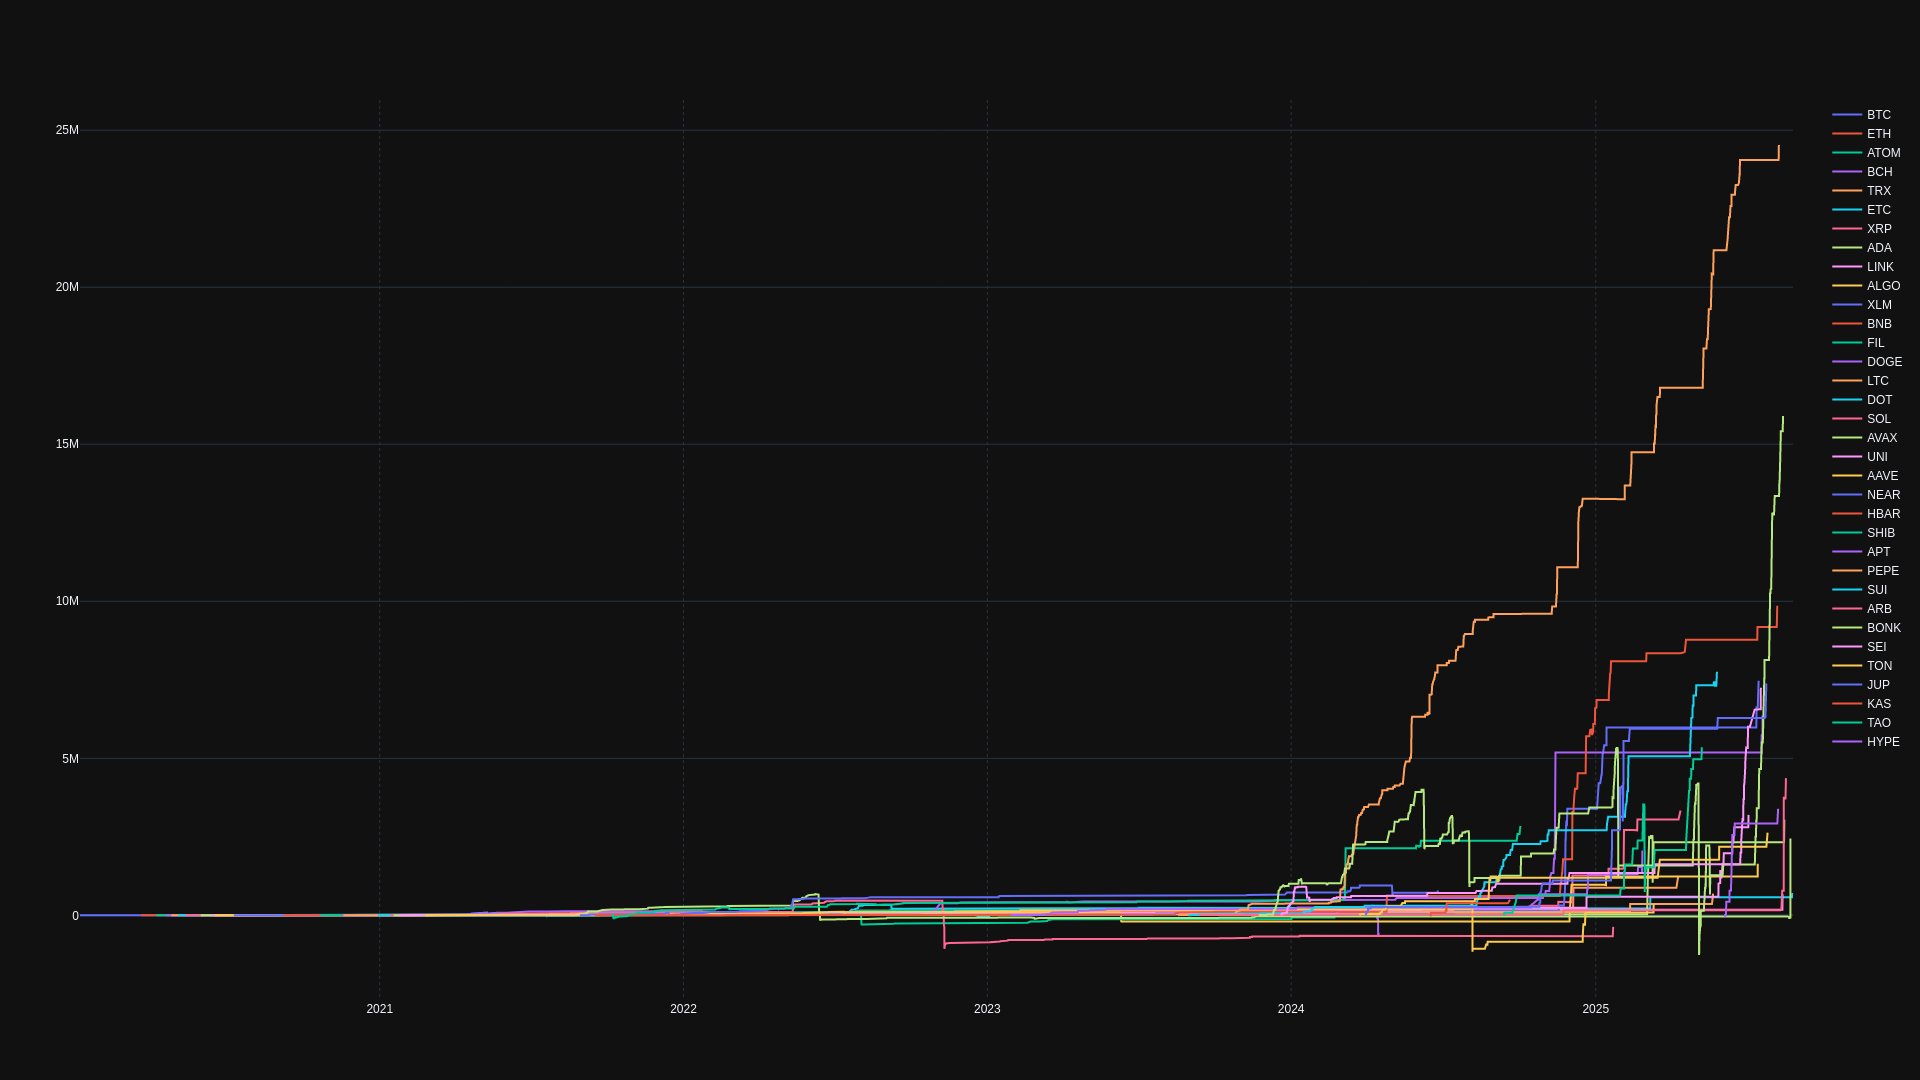 25M
20M
15M
10M
5M
0
2021
2022
2023
2024
2025
BTC
ETH
ATOM
BCH
TRX
ETC
XRP
ADA
LINK
ALGO
XLM
BNB
FIL
DOGE
LTC
DOT
SOL
AVAX
UNI
AAVE
NEAR
HBAR
SHIB
APT
PEPE
SUI
ARB
BONK
SEI
TON
JUP
KAS
TAO
HYPE